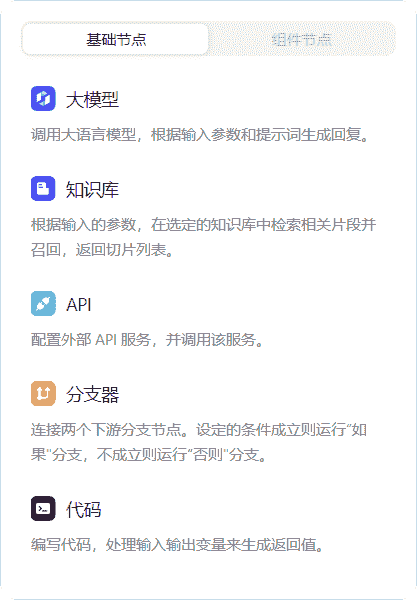 基础节点 组件节点
大模型
调用大语言模型，根据输入参数和提示词生成回复。
知识库
根据输入的参数，在选定的知识库中检索相关片段并
召回，返回切片列表。
API
配置外部 API 服务，并调用该服务。
分支器
连接两个下游分支节点。设定的条件成立则运行“如
果”分支，不成立则运行“否则”分支。
代码
编写代码，处理输入输出变量来生成返回值。